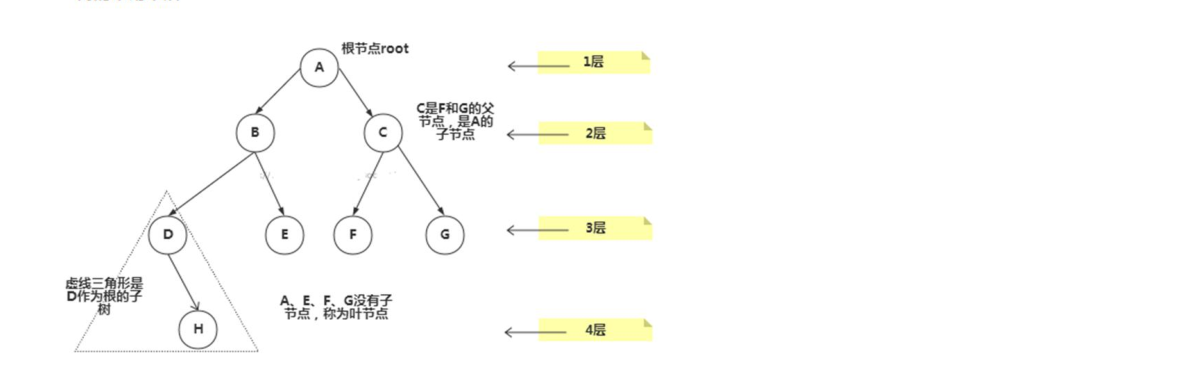 根节点root
A
1层
C是F和G的父
节点，是A的
子节点
B
C
2层
D
E
F
G
3层
虚线三角形是
D作为根的子
树
A、E、F、G没有子
节点，称为叶节点
H
4层